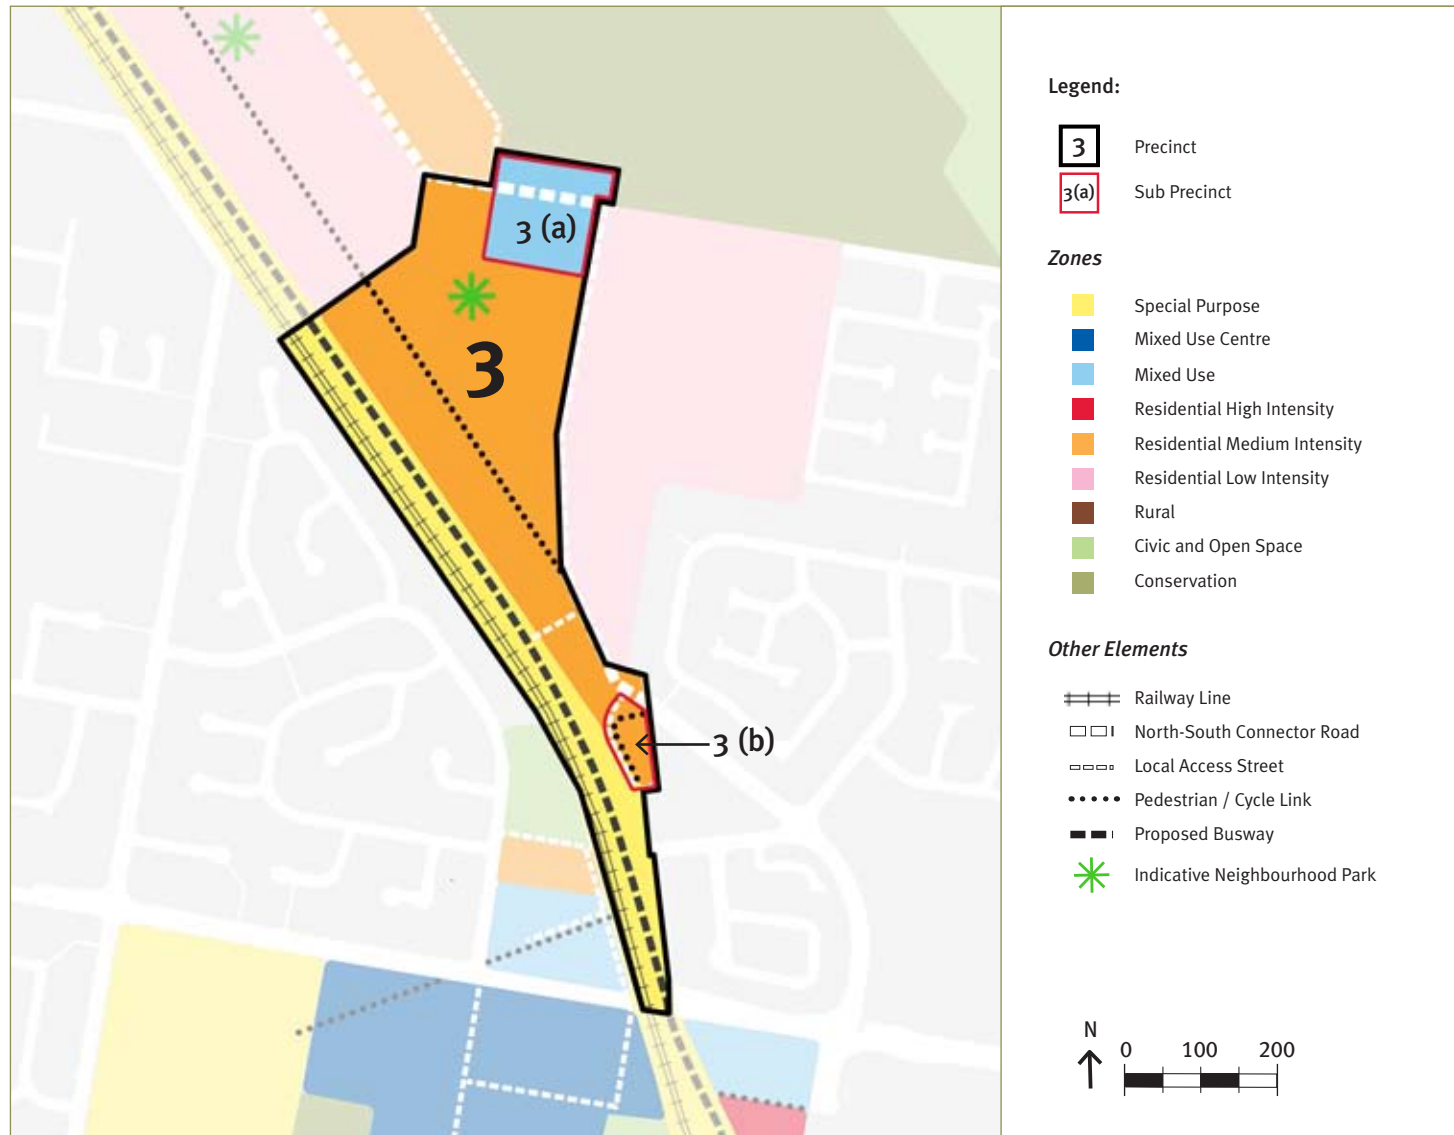 3 (a)
3
3 (b)
Legend:
3 Precinct
3(a) Sub Precinct
Zones
Special Purpose
Mixed Use Centre
Mixed Use
Residential High Intensity
Residential Medium Intensity
Residential Low Intensity
Rural
Civic and Open Space
Conservation
Other Elements
Railway Line
North-South Connector Road
Local Access Street
Pedestrian / Cycle Link
Proposed Busway
Indicative Neighbourhood Park
N
0 100 200